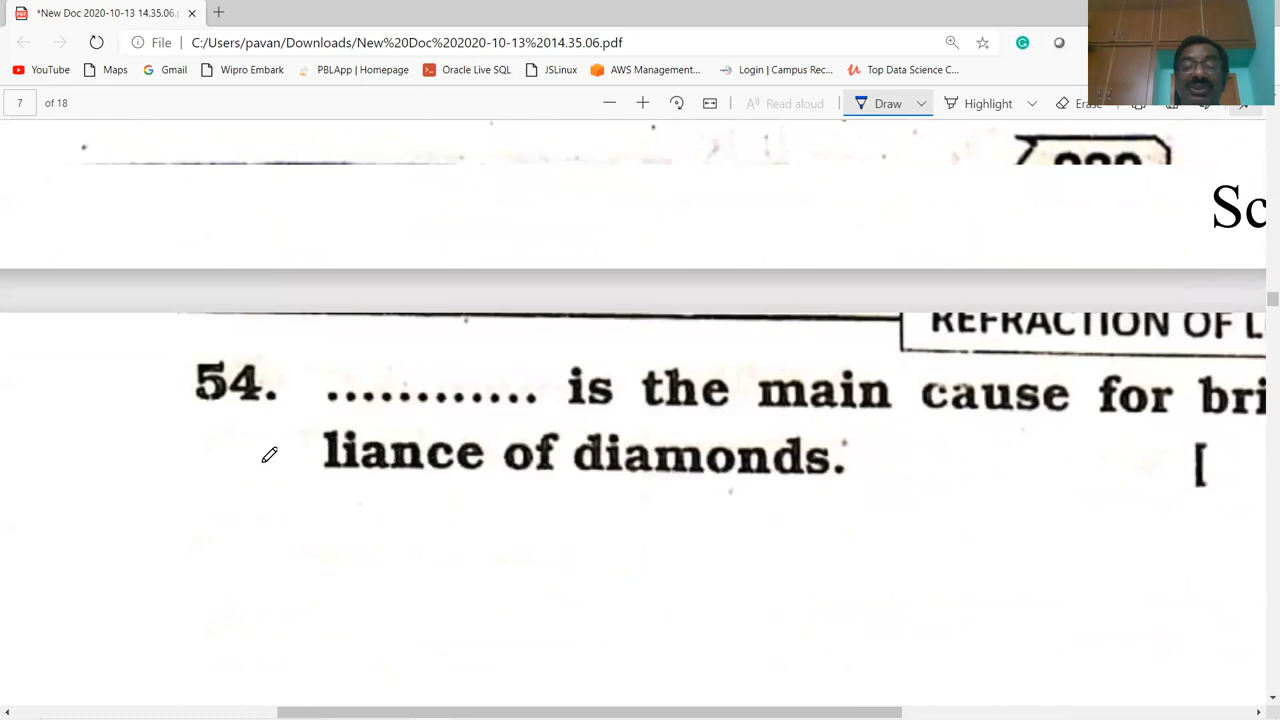 *New Doc 2020-10-13 14.35.06.p
File C:/Users/pavan/Downloads/New%20Doc%202020-10-13%2014.35.06.pdf
YouTube Maps Gmail Wipro Embark PBLApp | Homepage Oracle Live SQL JSLinux AWS Management... Login | Campus Rec... Top Data Science C...
7 of 18 Read aloud Draw Highlight Erase
Sc
REFRACTION OF L
54. ............ is the main cause for bri
liance of diamonds.
[